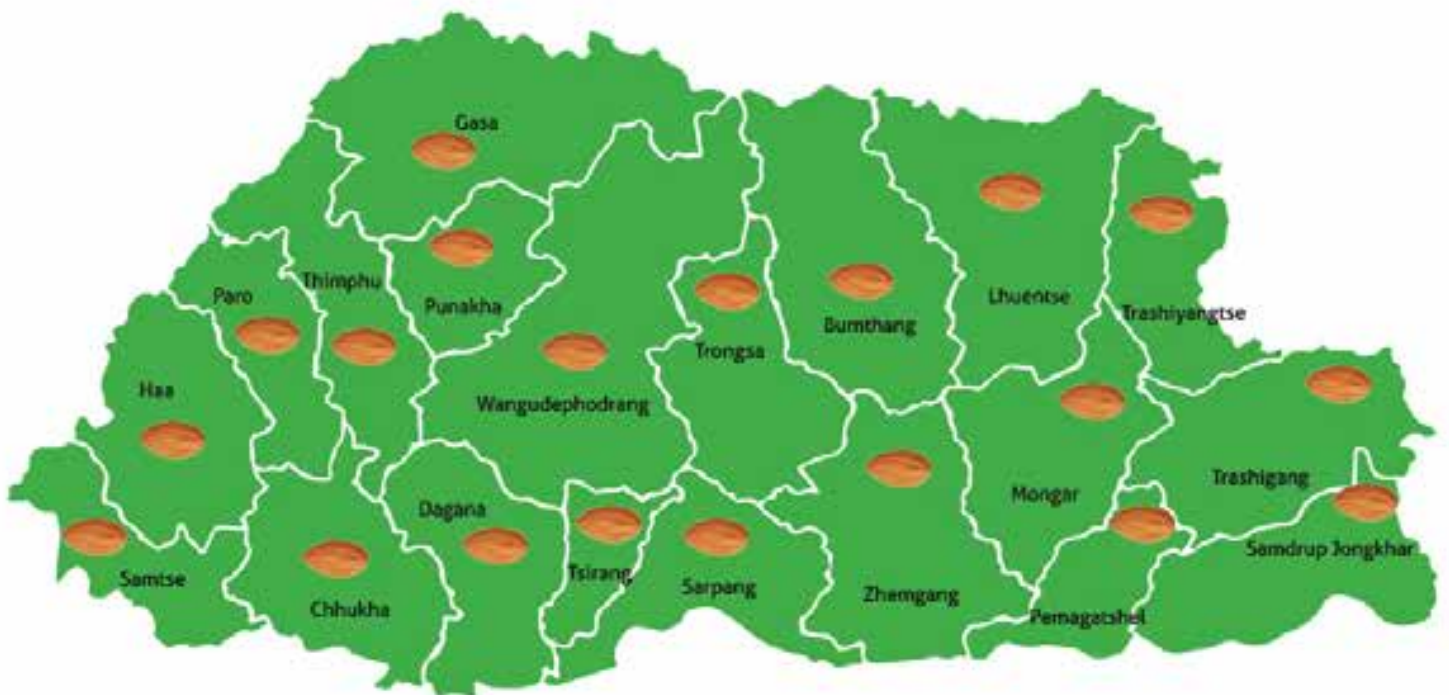 Gasa
Thimphu
Paro
Punakha
Lhuentse
Trashiyangtse
Bumthang
Trongsa
Haa
Wangudephodrang
Trashigang
Mongar
Dagana
Samdrup Jongkhar
Samtse
Tsirang
Sarpang
Zhemgang
Chhukha
Pemagatshel